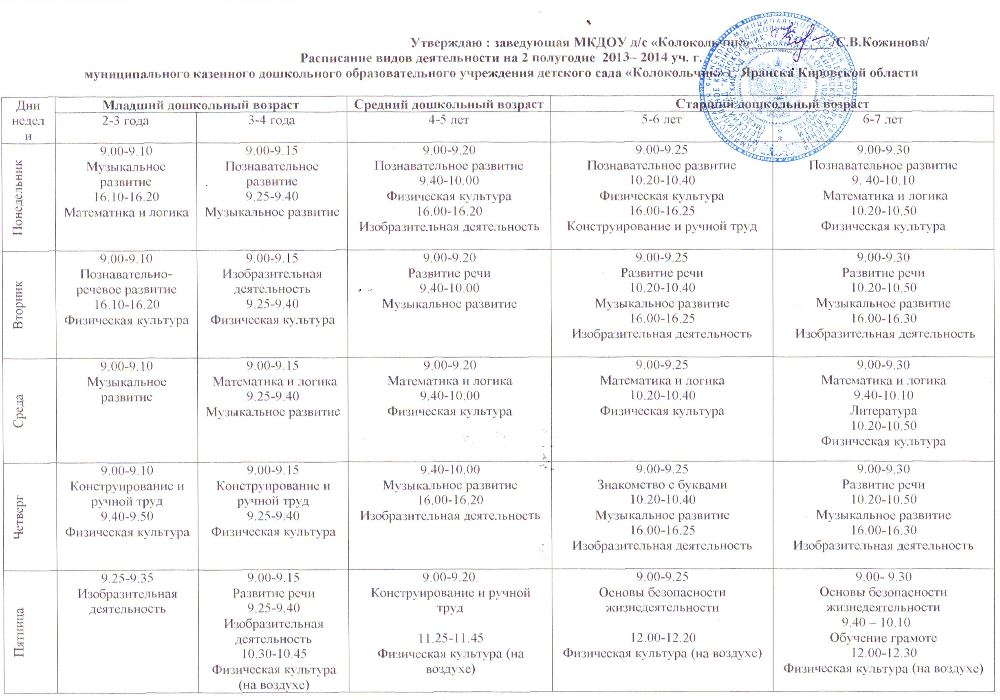 Утверждаю : заведующая МКДОУ д/с «Колокольчик» /С.В.Кожинова/
Расписание видов деятельности на 2 полугодие 2013– 2014 уч. г.
муниципального казенного дошкольного образовательного учреждения детского сада «Колокольчик» г. Яранска Кировской области
Дни
недел
и
Младший дошкольный возраст
Средний дошкольный возраст
Старший дошкольный возраст
2-3 года
3-4 года
4-5 лет
5-6 лет
6-7 лет
Понедельник
9.00-9.10
Музыкальное
развитие
16.10-16.20
Математика и логика
9.00-9.15
Познавательное
развитие
9.25-9.40
Музыкальное развитие
9.00-9.20
Познавательное развитие
9.40-10.00
Физическая культура
16.00-16.20
Изобразительная деятельность
9.00-9.25
Познавательное развитие
10.20-10.40
Физическая культура
16.00-16.25
Конструирование и ручной труд
9.00-9.30
Познавательное развитие
9. 40-10.10
Математика и логика
10.20-10.50
Физическая культура
Вторник
9.00-9.10
Познавательно-
речевое развитие
16.10-16.20
Физическая культура
9.00-9.15
Изобразительная
деятельность
9.25-9.40
Физическая культура
9.00-9.20
Развитие речи
9.40-10.00
Музыкальное развитие
9.00-9.25
Развитие речи
10.20-10.40
Музыкальное развитие
16.00-16.25
Изобразительная деятельность
9.00-9.30
Развитие речи
10.20-10.50
Музыкальное развитие
16.00-16.30
Изобразительная деятельность
Среда
9.00-9.10
Музыкальное
развитие
9.00-9.15
Математика и логика
9.25-9.40
Музыкальное развитие
9.00-9.20
Математика и логика
9.40-10.00
Физическая культура
9.00-9.25
Математика и логика
10.20-10.40
Физическая культура
9.00-9.30
Математика и логика
9.40-10.10
Литература
10.20-10.50
Физическая культура
Четверг
9.00-9.10
Конструирование и
ручной труд
9.40-9.50
Физическая культура
9.00-9.15
Конструирование и
ручной труд
9.25-9.40
Физическая культура
9.40-10.00
Музыкальное развитие
16.00-16.20
Изобразительная деятельность
9.00-9.25
Знакомство с буквами
10.20-10.40
Музыкальное развитие
16.00-16.25
Изобразительная деятельность
9.00-9.30
Развитие речи
10.20-10.50
Музыкальное развитие
16.00-16.30
Изобразительная деятельность
Пятница
9.25-9.35
Изобразительная
деятельность
9.00-9.15
Развитие речи
9.25-9.40
Изобразительная
деятельность
10.30-10.45
Физическая культура
(на воздухе)
9.00-9.20.
Конструирование и ручной
труд
11.25-11.45
Физическая культура (на
воздухе)
9.00-9.25
Основы безопасности
жизнедеятельности
12.00-12.20
Физическая культура (на воздухе)
9.00- 9.30
Основы безопасности
жизнедеятельности
9.40 – 10.10
Обучение грамоте
12.00-12.30
Физическая культура (на воздухе)